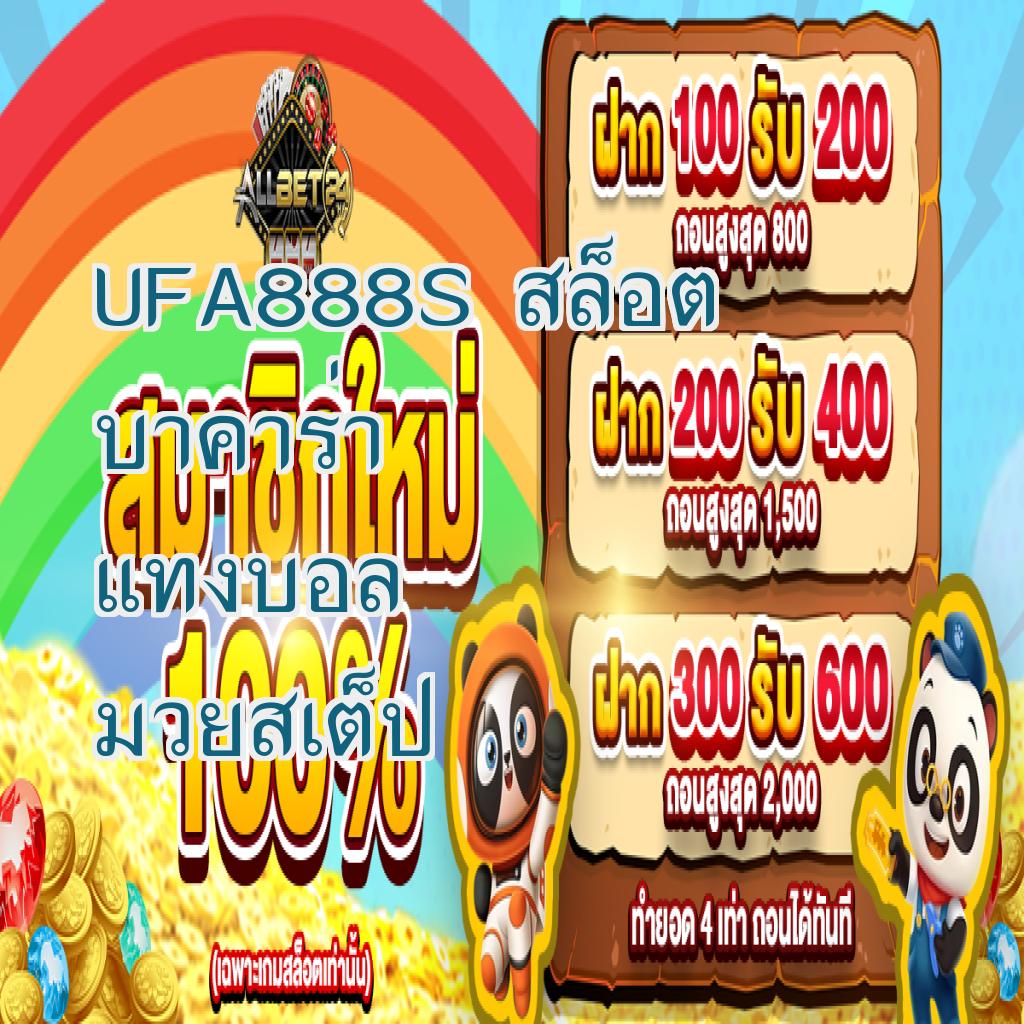 ALLBET24
UFA888S สล็อต
บาคาร่า
แทงบอล
มวยสเต็ป
สมาชิกใหม่
100%
(เฉพาะเกมสล็อตเท่านั้น)
ฝาก 100 รับ 200
ถอนสูงสุด 800
ฝาก 200 รับ 400
ถอนสูงสุด 1,500
ฝาก 300 รับ 600
ถอนสูงสุด 2,000
ทำยอด 4 เท่า ถอนได้ทันที